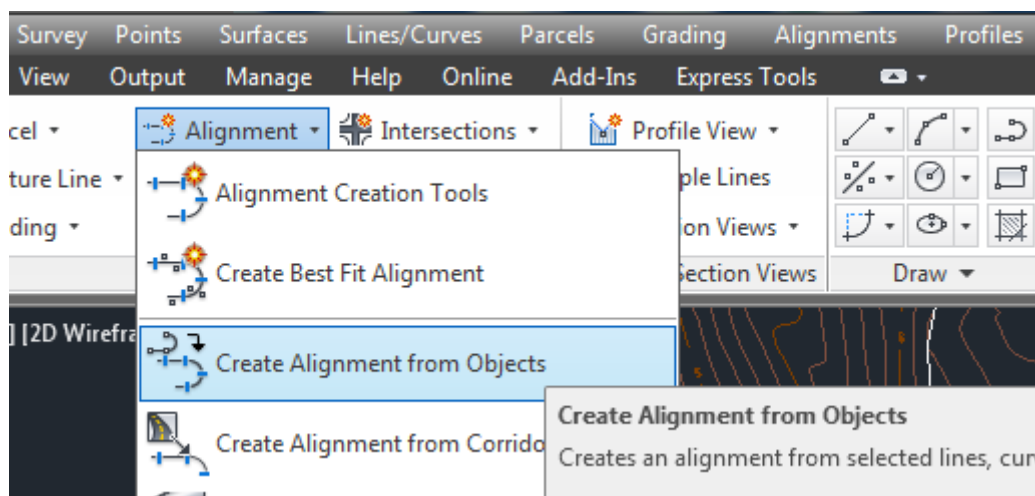 Survey Points Surfaces Lines/Curves Parcels Grading Alignments Profiles
View Output Manage Help Online Add-Ins Express Tools
cel Alignment Intersections Profile View
ture Line ple Lines
ding ion Views
Section Views Draw
Alignment Creation Tools
Create Best Fit Alignment
] [2D Wirefra
Create Alignment from Objects
Create Alignment from Corrido
Create Alignment from Objects
Creates an alignment from selected lines, cur